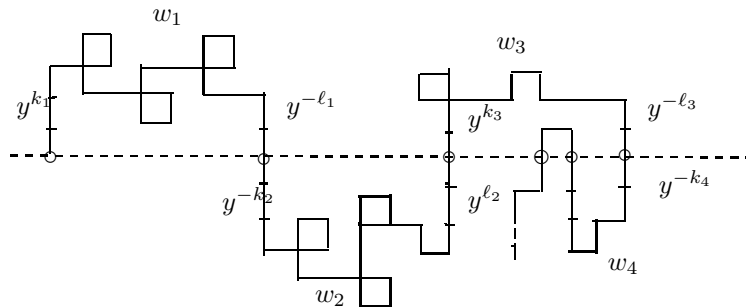 w₁
w₃
y^{k₁} y^{-ℓ₁} y^{k₃} y^{-ℓ₃}
y^{-k₂} y^{ℓ₂} y^{-k₄}
w₂ w₄